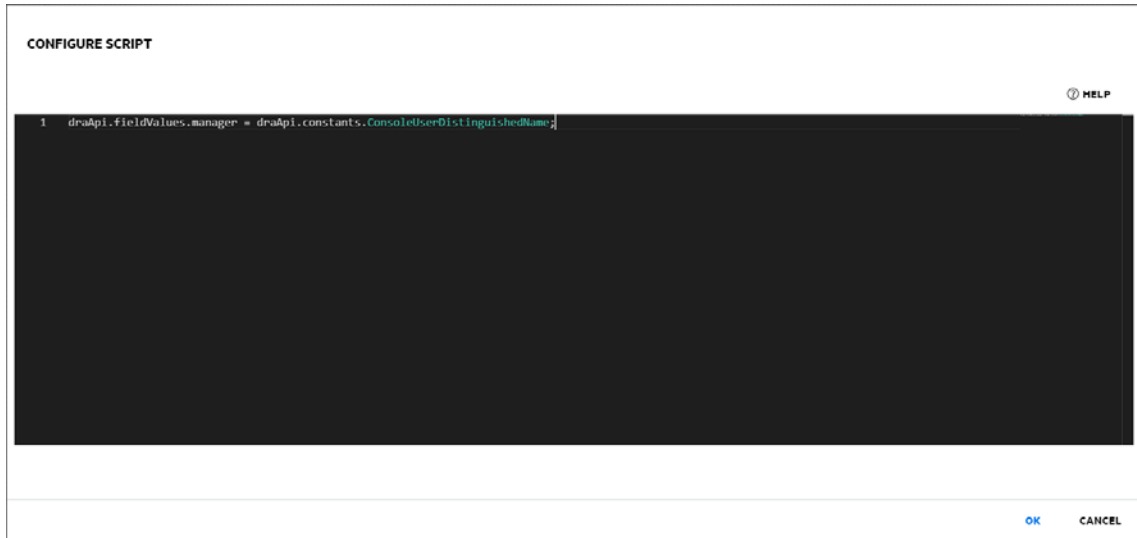 CONFIGURE SCRIPT
HELP
1 draApi.fieldValues.manager = draApi.constants.ConsoleUserDistinguishedName;
OK CANCEL